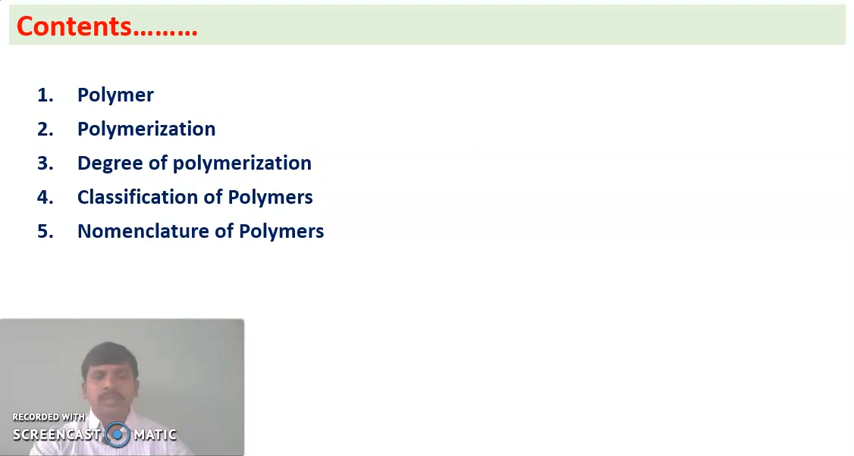 Contents.........
1. Polymer
2. Polymerization
3. Degree of polymerization
4. Classification of Polymers
5. Nomenclature of Polymers
RECORDED WITH
SCREENCAST MATIC